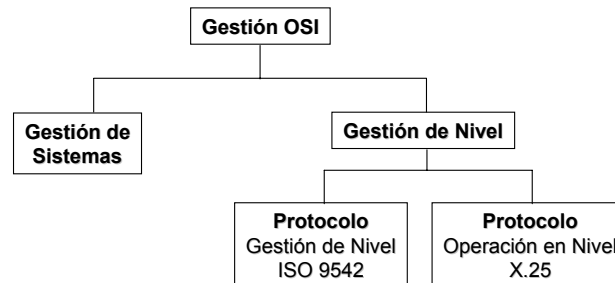 Gestión OSI
Gestión de
Sistemas
Gestión de Nivel
Protocolo
Gestión de Nivel
ISO 9542
Protocolo
Operación en Nivel
X.25